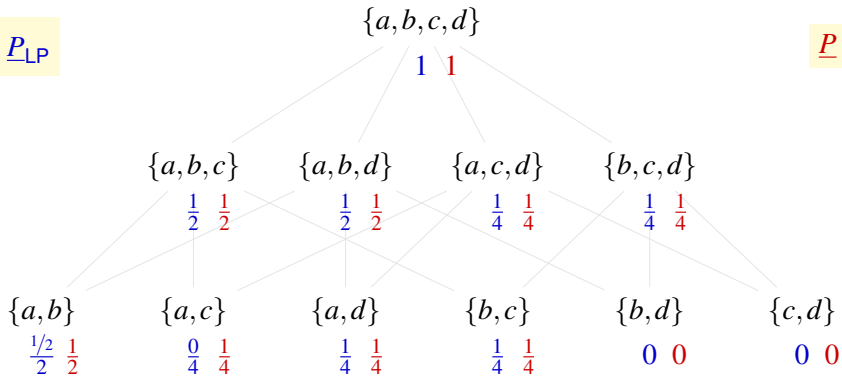 {a,b,c,d}
P_LP P
1 1
{a,b,c} {a,b,d} {a,c,d} {b,c,d}
1/2 1/2 1/2 1/2 1/4 1/4 1/4 1/4
{a,b} {a,c} {a,d} {b,c} {b,d} {c,d}
1/2/2 1/2 0/4 1/4 1/4 1/4 1/4 1/4 0 0 0 0